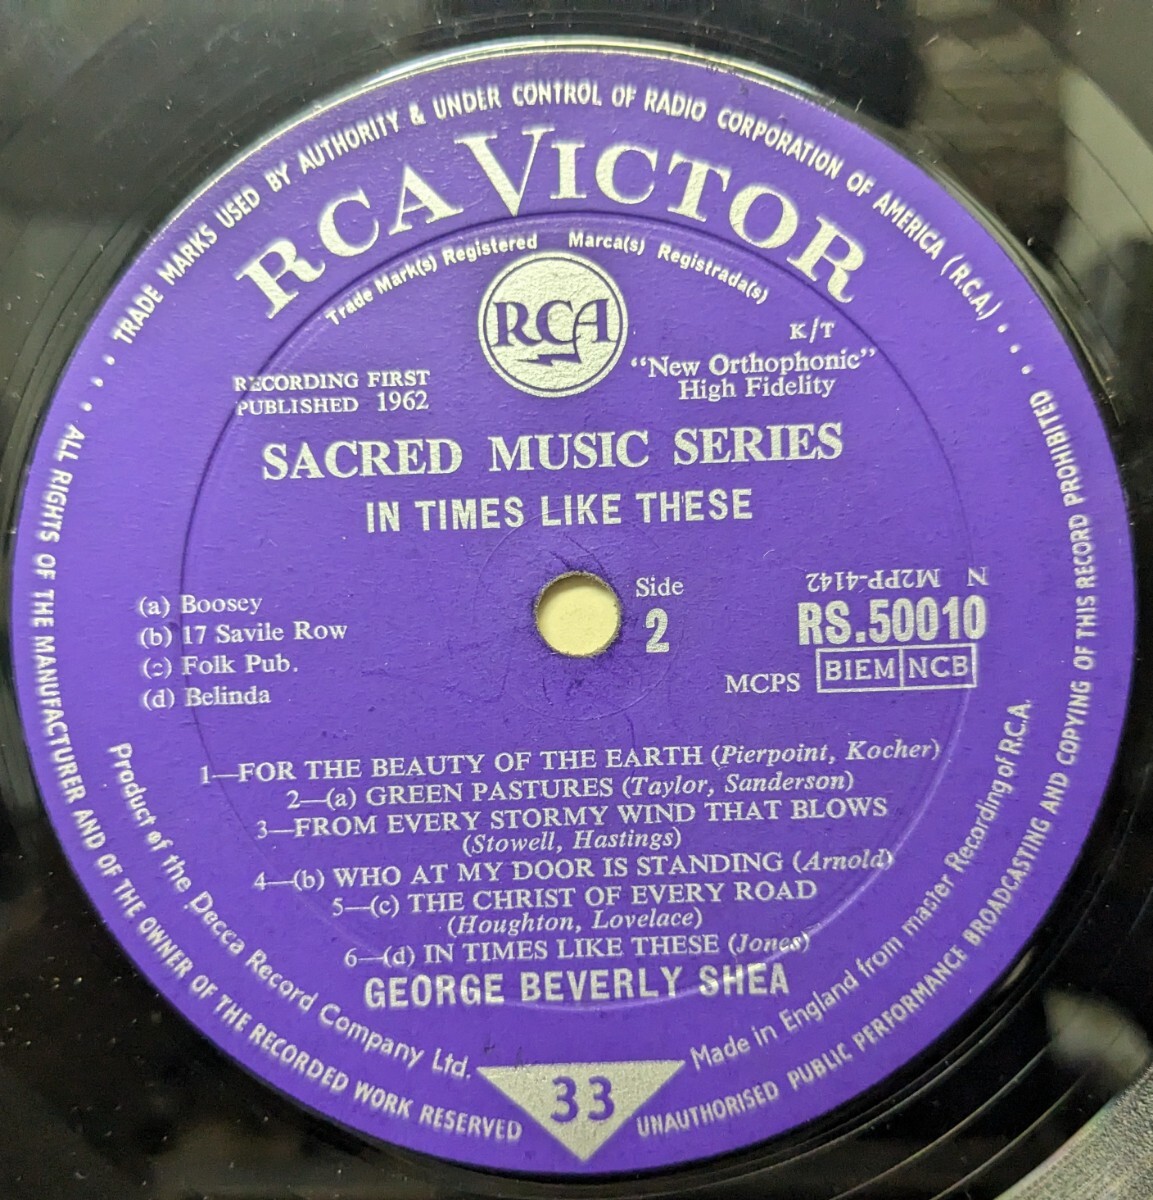 TRADE MARKS USED BY AUTHORITY & UNDER CONTROL OF RADIO CORPORATION OF AMERICA (R.C.A.)
RCA VICTOR
Trade Mark(s) Registered Marca(s) Registrada(s)
RCA
K/T
"New Orthophonic"
High Fidelity
RECORDING FIRST
PUBLISHED 1962
SACRED MUSIC SERIES
IN TIMES LIKE THESE
(a) Boosey
(b) 17 Savile Row
(c) Folk Pub.
(d) Belinda
Side
2
N M2PP-4142
RS.50010
MCPS BIEM NCB
1—FOR THE BEAUTY OF THE EARTH (Pierpoint, Kocher)
2—(a) GREEN PASTURES (Taylor, Sanderson)
3—FROM EVERY STORMY WIND THAT BLOWS
(Stowell, Hastings)
4—(b) WHO AT MY DOOR IS STANDING (Arnold)
5—(c) THE CHRIST OF EVERY ROAD
(Houghton, Lovelace)
6—(d) IN TIMES LIKE THESE (Jones)
GEORGE BEVERLY SHEA
Product of the Decca Record Company Ltd.
Made in England from master Recording of R.C.A.
33
ALL RIGHTS OF THE MANUFACTURER AND OF THE OWNER OF THE RECORDED WORK RESERVED
UNAUTHORISED PUBLIC PERFORMANCE BROADCASTING AND COPYING OF THIS RECORD PROHIBITED